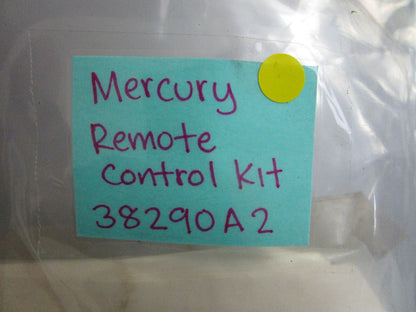 Mercury
Remote
Control Kit
38290A2